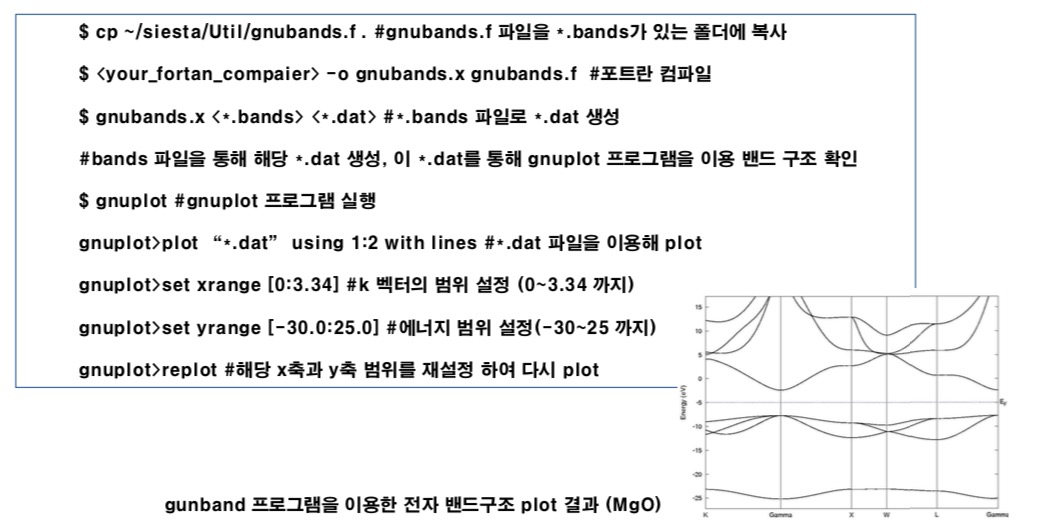 $ cp ~/siesta/Util/gnubands.f . #gnubands.f 파일을 *.bands가 있는 폴더에 복사
$ <your_fortan_compaier> -o gnubands.x gnubands.f #포트란 컴파일
$ gnubands.x <*.bands> <*.dat> #*.bands 파일로 *.dat 생성
#bands 파일을 통해 해당 *.dat 생성, 이 *.dat를 통해 gnuplot 프로그램을 이용 밴드 구조 확인
$ gnuplot #gnuplot 프로그램 실행
gnuplot>plot “*.dat” using 1:2 with lines #*.dat 파일을 이용해 plot
gnuplot>set xrange [0:3.34] #k 벡터의 범위 설정 (0~3.34 까지)
gnuplot>set yrange [-30.0:25.0] #에너지 범위 설정(-30~25 까지)
gnuplot>replot #해당 x축과 y축 범위를 재설정 하여 다시 plot
15
10
5
0
-5
-10
-15
-20
-25
Energy (eV)
EF
K Gamma X W L Gamma
gunband 프로그램을 이용한 전자 밴드구조 plot 결과 (MgO)